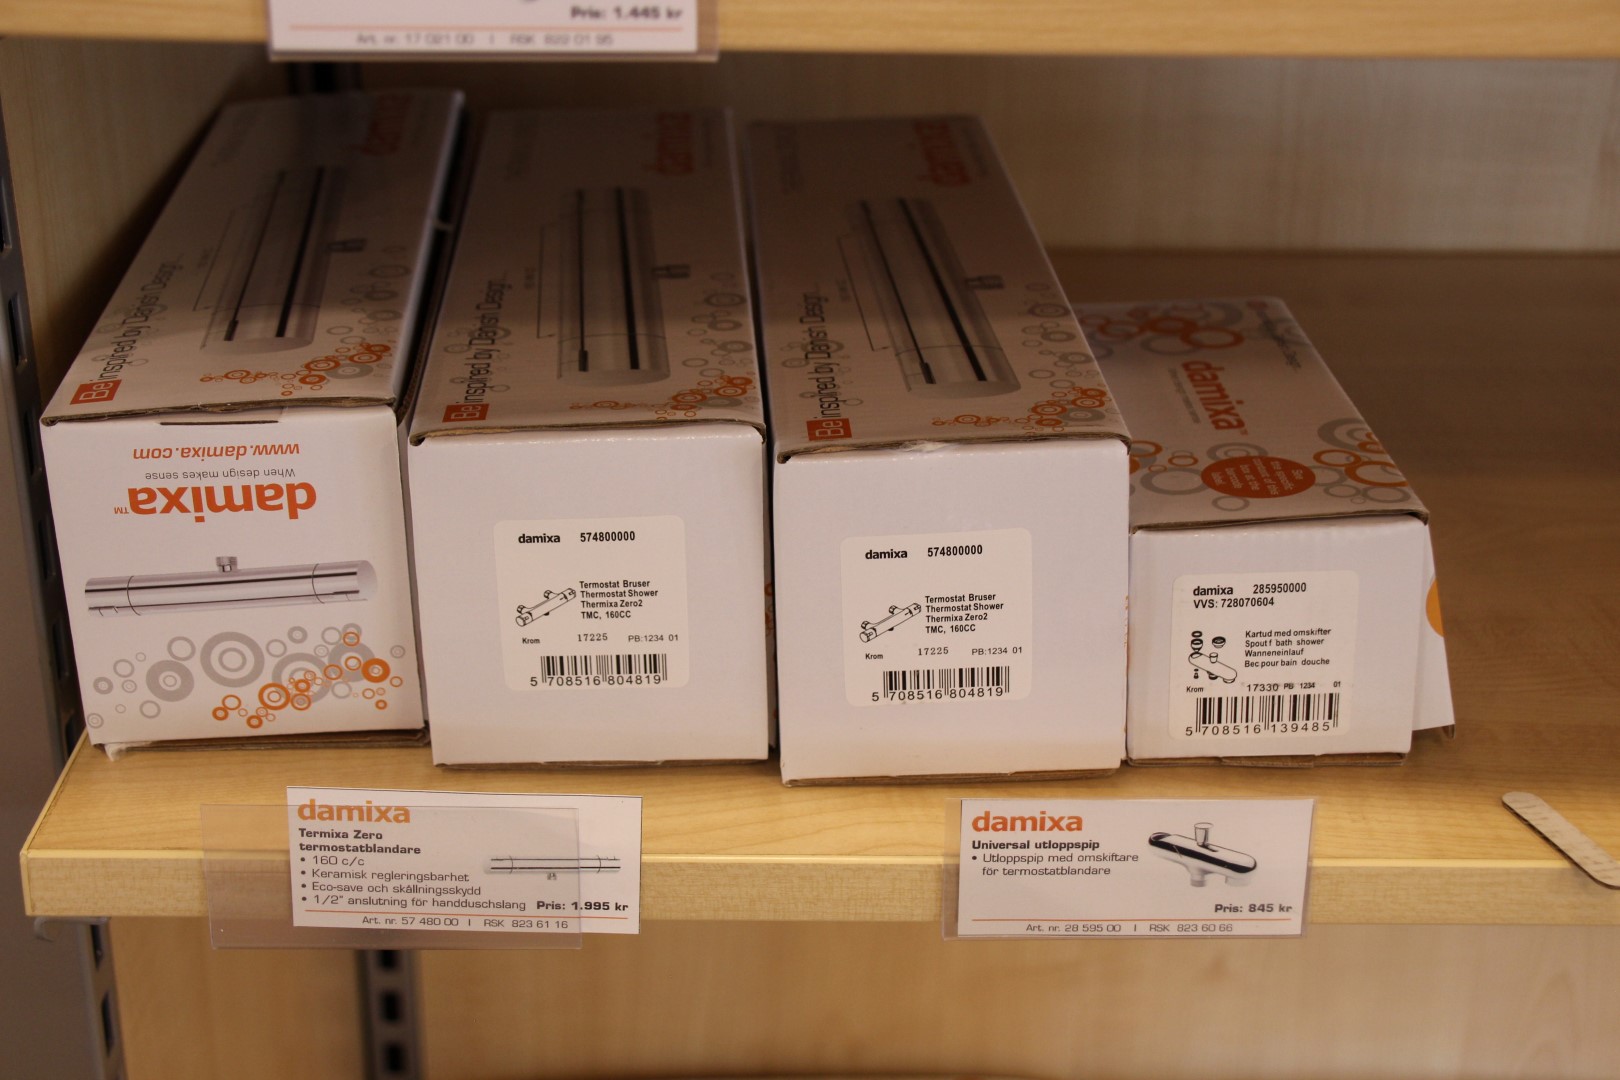 Pris: 1.445 kr
Art. nr. 17 021 00 | RSK 829 01 95
damixa
Be inspired by Danish Design
www.damixa.com
When design makes sense
damixa™
damixa
Be inspired by Danish Design
damixa 574800000
Termostat Bruser
Thermostat Shower
Thermixa Zero2
TMC, 160CC
Krom 17225 PB:1234 01
5 708516 804819
damixa
Be inspired by Danish Design
damixa 574800000
Termostat Bruser
Thermostat Shower
Thermixa Zero2
TMC, 160CC
Krom 17225 PB:1234 01
5 708516 804819
damixa™
damixa 285950000
VVS: 728070604
Kartud med omskifter
Spout f bath shower
Wanneneinlauf
Bec pour bain douche
Krom 17330 PB 1234 01
5 708516 139485
damixa
Termixa Zero
termostatblandare
• 160 c/c
• Keramisk regleringsbarhet
• Eco-save och skållningsskydd
• 1/2" anslutning för handduschslang Pris: 1.995 kr
Art. nr. 57 480 00 | RSK 823 61 16
damixa
Universal utloppspip
• Utloppspip med omskiftare
för termostatblandare
Pris: 845 kr
Art. nr. 28 595 00 | RSK 823 60 66